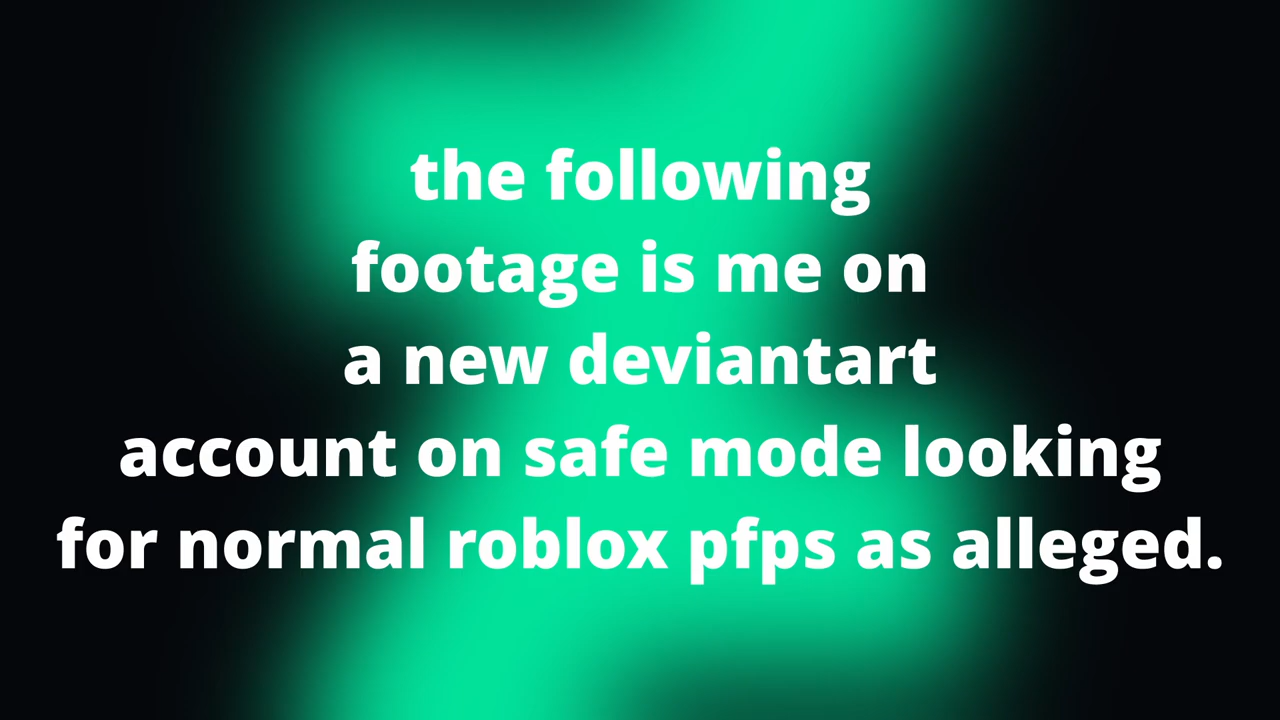 the following
footage is me on
a new deviantart
account on safe mode looking
for normal roblox pfps as alleged.